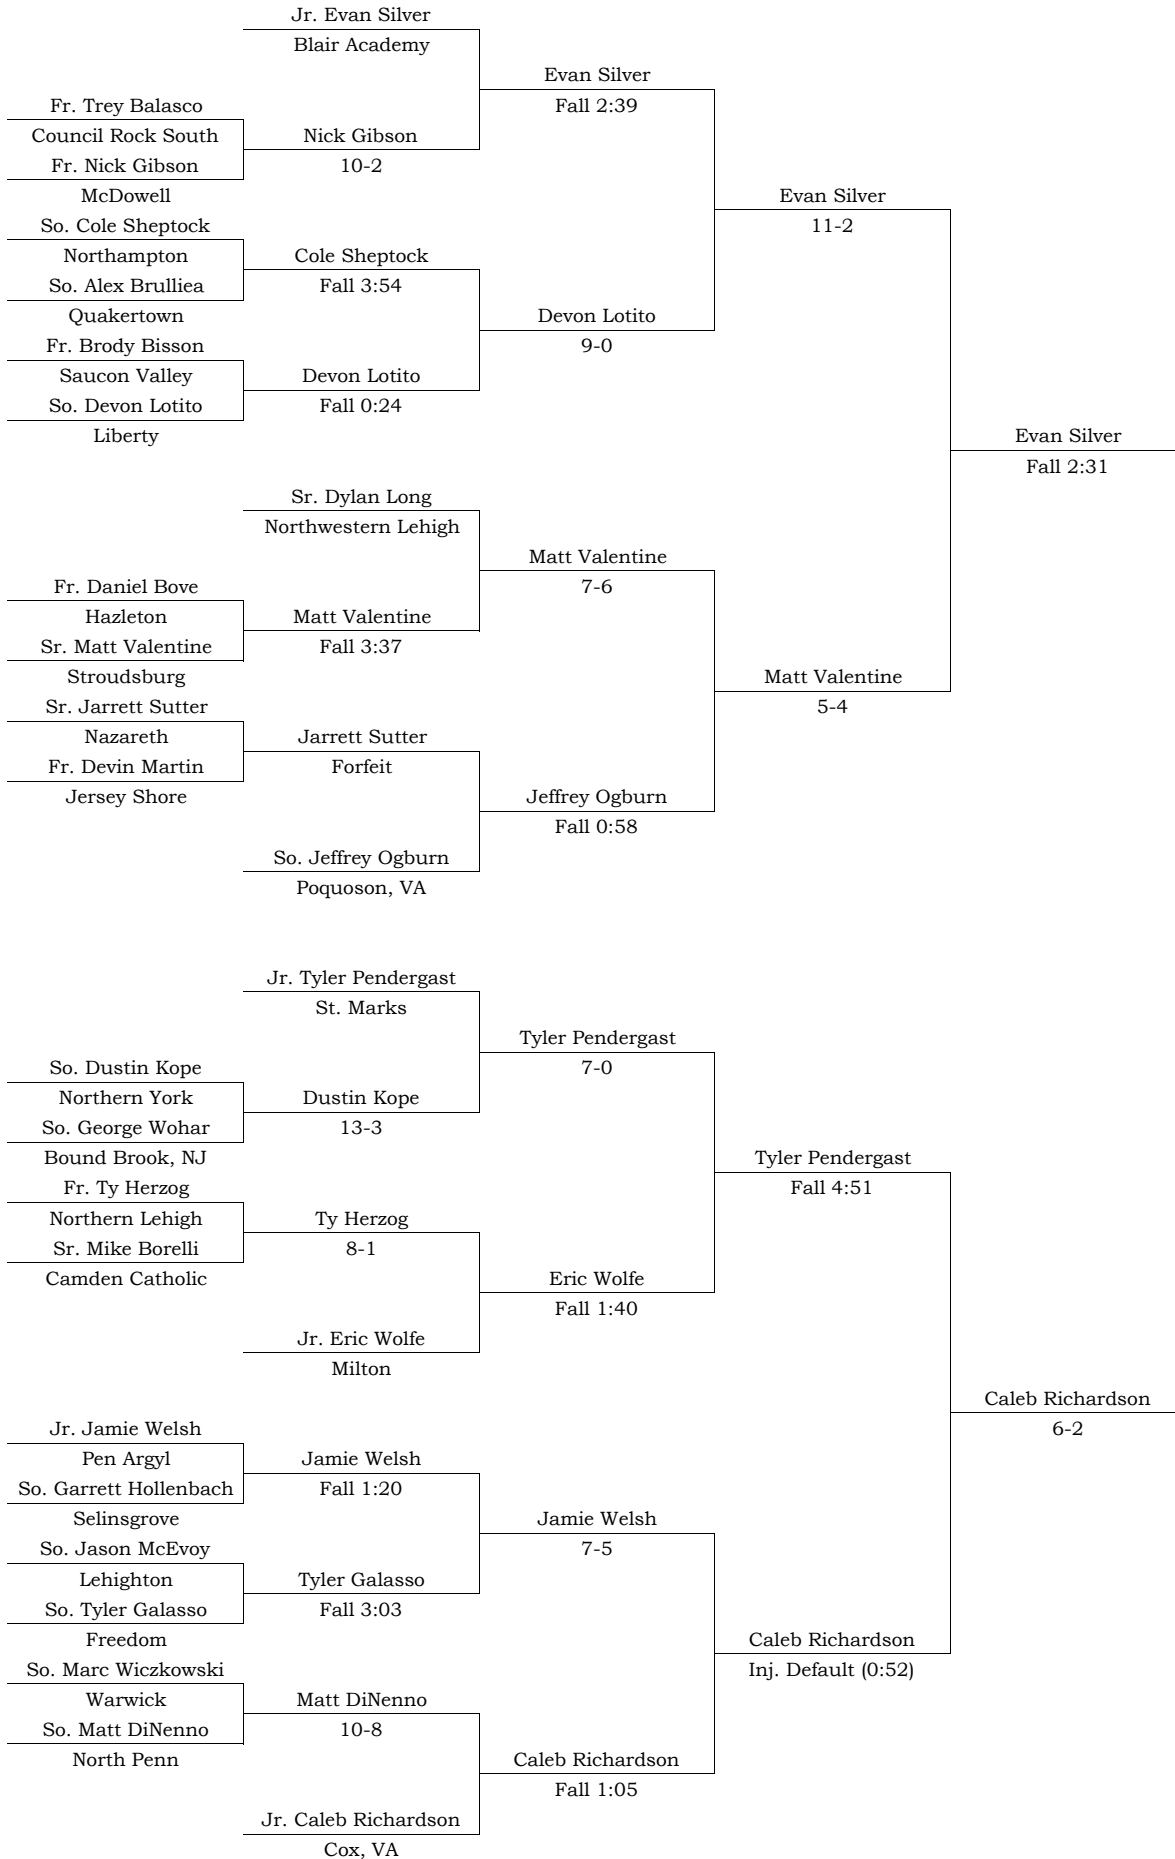 Jr. Evan Silver
Blair Academy
Evan Silver
Fall 2:39
Fr. Trey Balasco
Council Rock South
Nick Gibson
Fr. Nick Gibson
10-2
McDowell
Evan Silver
11-2
So. Cole Sheptock
Northampton
Cole Sheptock
So. Alex Brulliea
Fall 3:54
Quakertown
Devon Lotito
9-0
Fr. Brody Bisson
Saucon Valley
Devon Lotito
So. Devon Lotito
Fall 0:24
Liberty
Evan Silver
Fall 2:31
Sr. Dylan Long
Northwestern Lehigh
Matt Valentine
7-6
Fr. Daniel Bove
Hazleton
Matt Valentine
Sr. Matt Valentine
Fall 3:37
Stroudsburg
Matt Valentine
5-4
Sr. Jarrett Sutter
Nazareth
Jarrett Sutter
Fr. Devin Martin
Forfeit
Jersey Shore
Jeffrey Ogburn
Fall 0:58
So. Jeffrey Ogburn
Poquoson, VA
Jr. Tyler Pendergast
St. Marks
Tyler Pendergast
7-0
So. Dustin Kope
Northern York
Dustin Kope
So. George Wohar
13-3
Bound Brook, NJ
Tyler Pendergast
Fall 4:51
Fr. Ty Herzog
Northern Lehigh
Ty Herzog
Sr. Mike Borelli
8-1
Camden Catholic
Eric Wolfe
Fall 1:40
Jr. Eric Wolfe
Milton
Caleb Richardson
6-2
Jr. Jamie Welsh
Pen Argyl
Jamie Welsh
So. Garrett Hollenbach
Fall 1:20
Selinsgrove
Jamie Welsh
7-5
So. Jason McEvoy
Lehighton
Tyler Galasso
So. Tyler Galasso
Fall 3:03
Freedom
Caleb Richardson
Inj. Default (0:52)
So. Marc Wiczkowski
Warwick
Matt DiNenno
So. Matt DiNenno
10-8
North Penn
Caleb Richardson
Fall 1:05
Jr. Caleb Richardson
Cox, VA